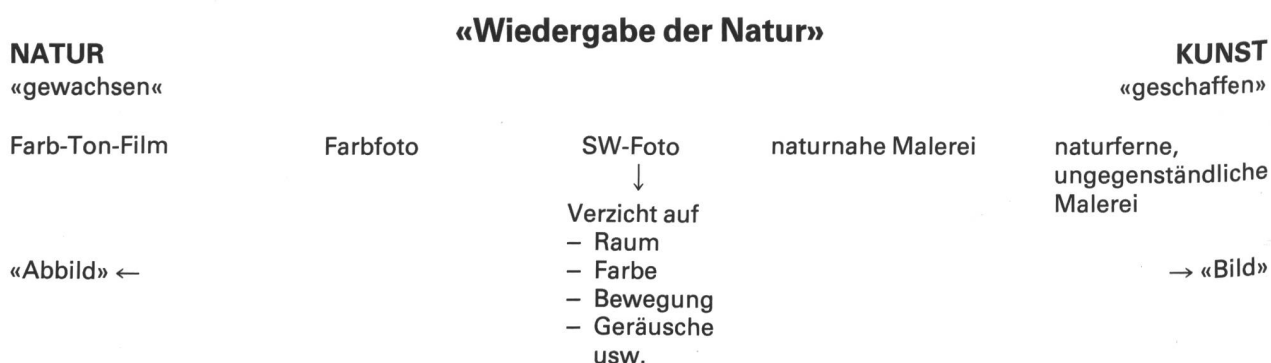 «Wiedergabe der Natur»
NATUR
KUNST
«gewachsen«
«geschaffen»
Farb-Ton-Film Farbfoto SW-Foto naturnahe Malerei naturferne,
ungegenständliche
Malerei
↓
Verzicht auf
– Raum
«Abbild» ← – Farbe → «Bild»
– Bewegung
– Geräusche
usw.